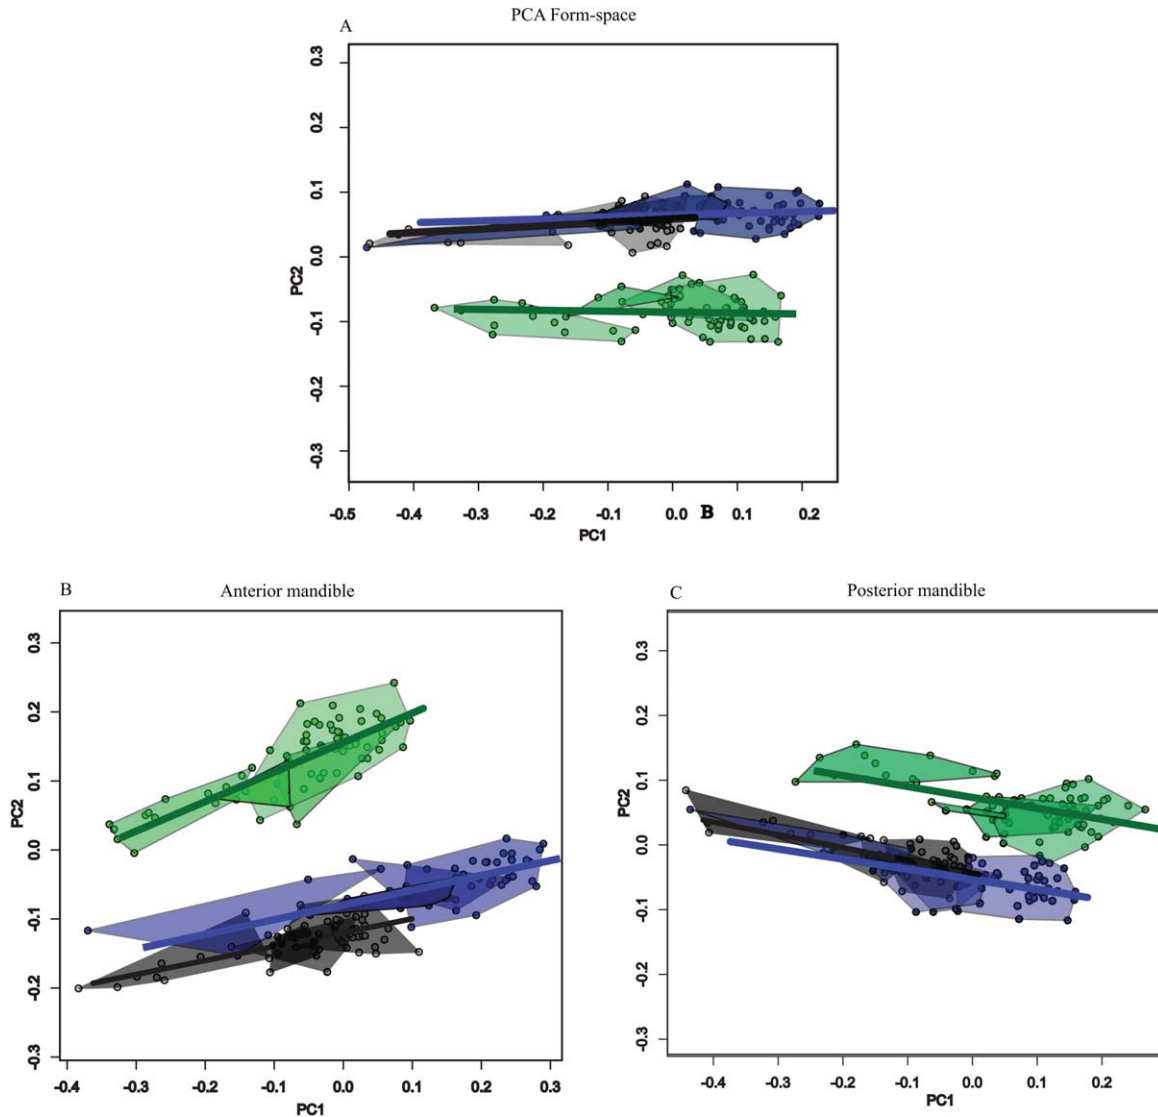 PCA Form-space
A
0.3
0.2
0.1
0.0
-0.1
-0.2
-0.3
PC2
-0.5 -0.4 -0.3 -0.2 -0.1 0.0 B 0.1 0.2
PC1
B Anterior mandible
0.3
0.2
0.1
0.0
-0.1
-0.2
-0.3
PC2
-0.4 -0.3 -0.2 -0.1 0.0 0.1 0.2 0.3
PC1
C Posterior mandible
0.3
0.2
0.1
0.0
-0.1
-0.2
-0.3
PC2
-0.4 -0.3 -0.2 -0.1 0.0 0.1 0.2
PC1